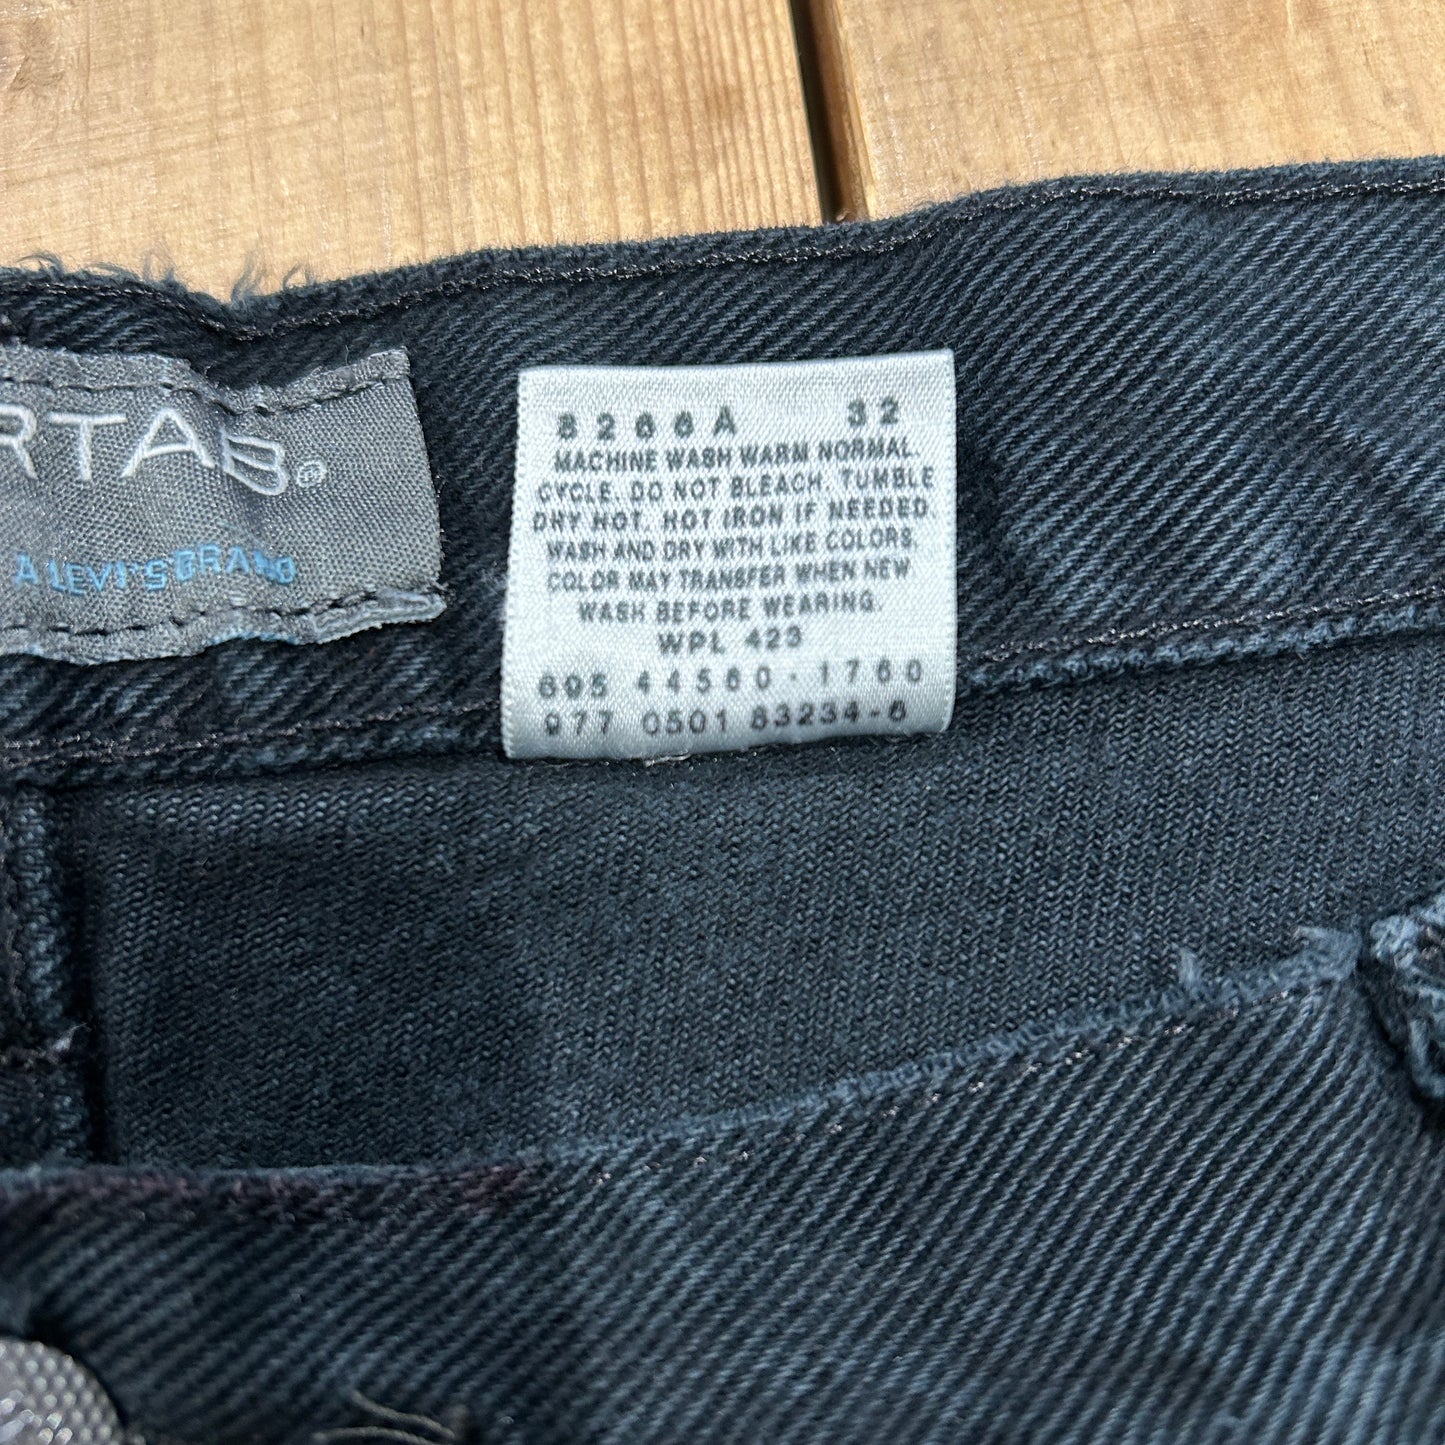 RTAB®
A LEVI'S BRAND
8266A 32
MACHINE WASH WARM NORMAL.
CYCLE. DO NOT BLEACH. TUMBLE
DRY HOT. HOT IRON IF NEEDED.
WASH AND DRY WITH LIKE COLORS.
COLOR MAY TRANSFER WHEN NEW.
WASH BEFORE WEARING.
WPL 423
695 44560-1760
977 0501 83234-6